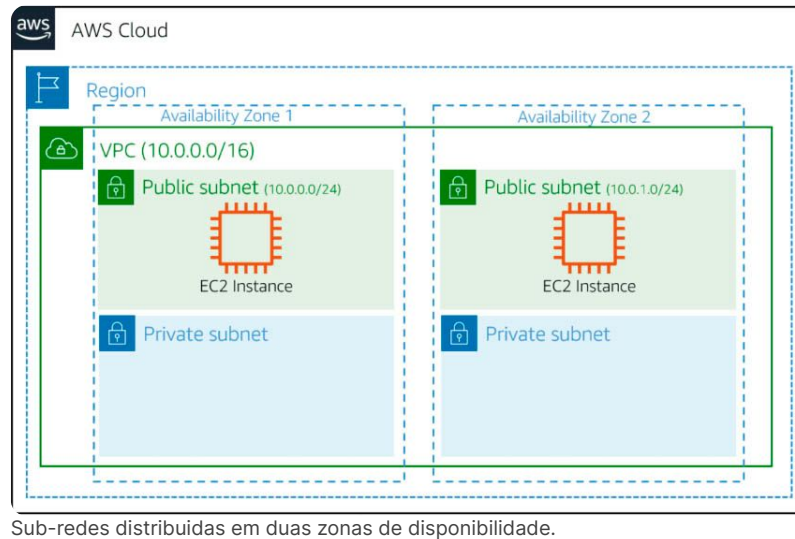 aws
AWS Cloud
Region
Availability Zone 1
Availability Zone 2
VPC (10.0.0.0/16)
Public subnet (10.0.0.0/24)
Public subnet (10.0.1.0/24)
EC2 Instance
EC2 Instance
Private subnet
Private subnet
Sub-redes distribuidas em duas zonas de disponibilidade.